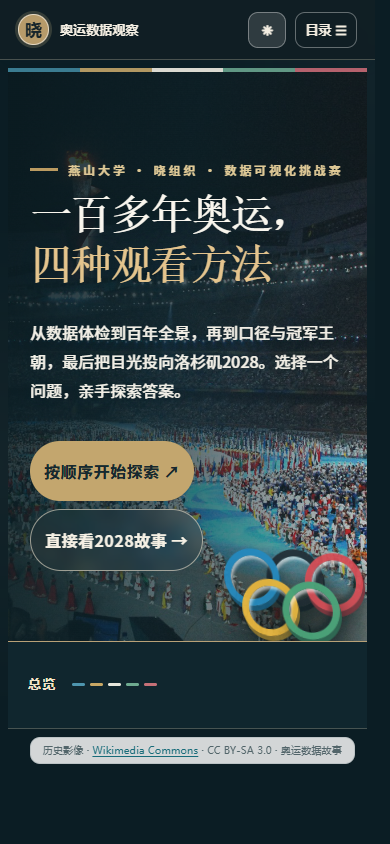 晓 奥运数据观察
目录
燕山大学 • 晓组织 • 数据可视化挑战赛
一百多年奥运，
四种观看方法
从数据体检到百年全景，再到口径与冠军王
朝，最后把目光投向洛杉矶2028。选择一个
问题，亲手探索答案。
按顺序开始探索 ↗
直接看2028故事 →
总览
历史影像 · Wikimedia Commons · CC BY-SA 3.0 · 奥运数据故事